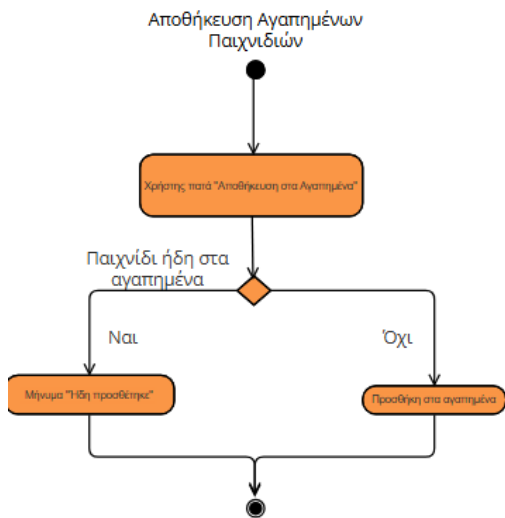 Αποθήκευση Αγαπημένων
Παιχνιδιών
Χρήστης πατά "Αποθήκευση στα Αγαπημένα"
Παιχνίδι ήδη στα
αγαπημένα
Ναι
Όχι
Μήνυμα "Ήδη προσθέτηκε"
Προσθήκη στα αγαπημένα